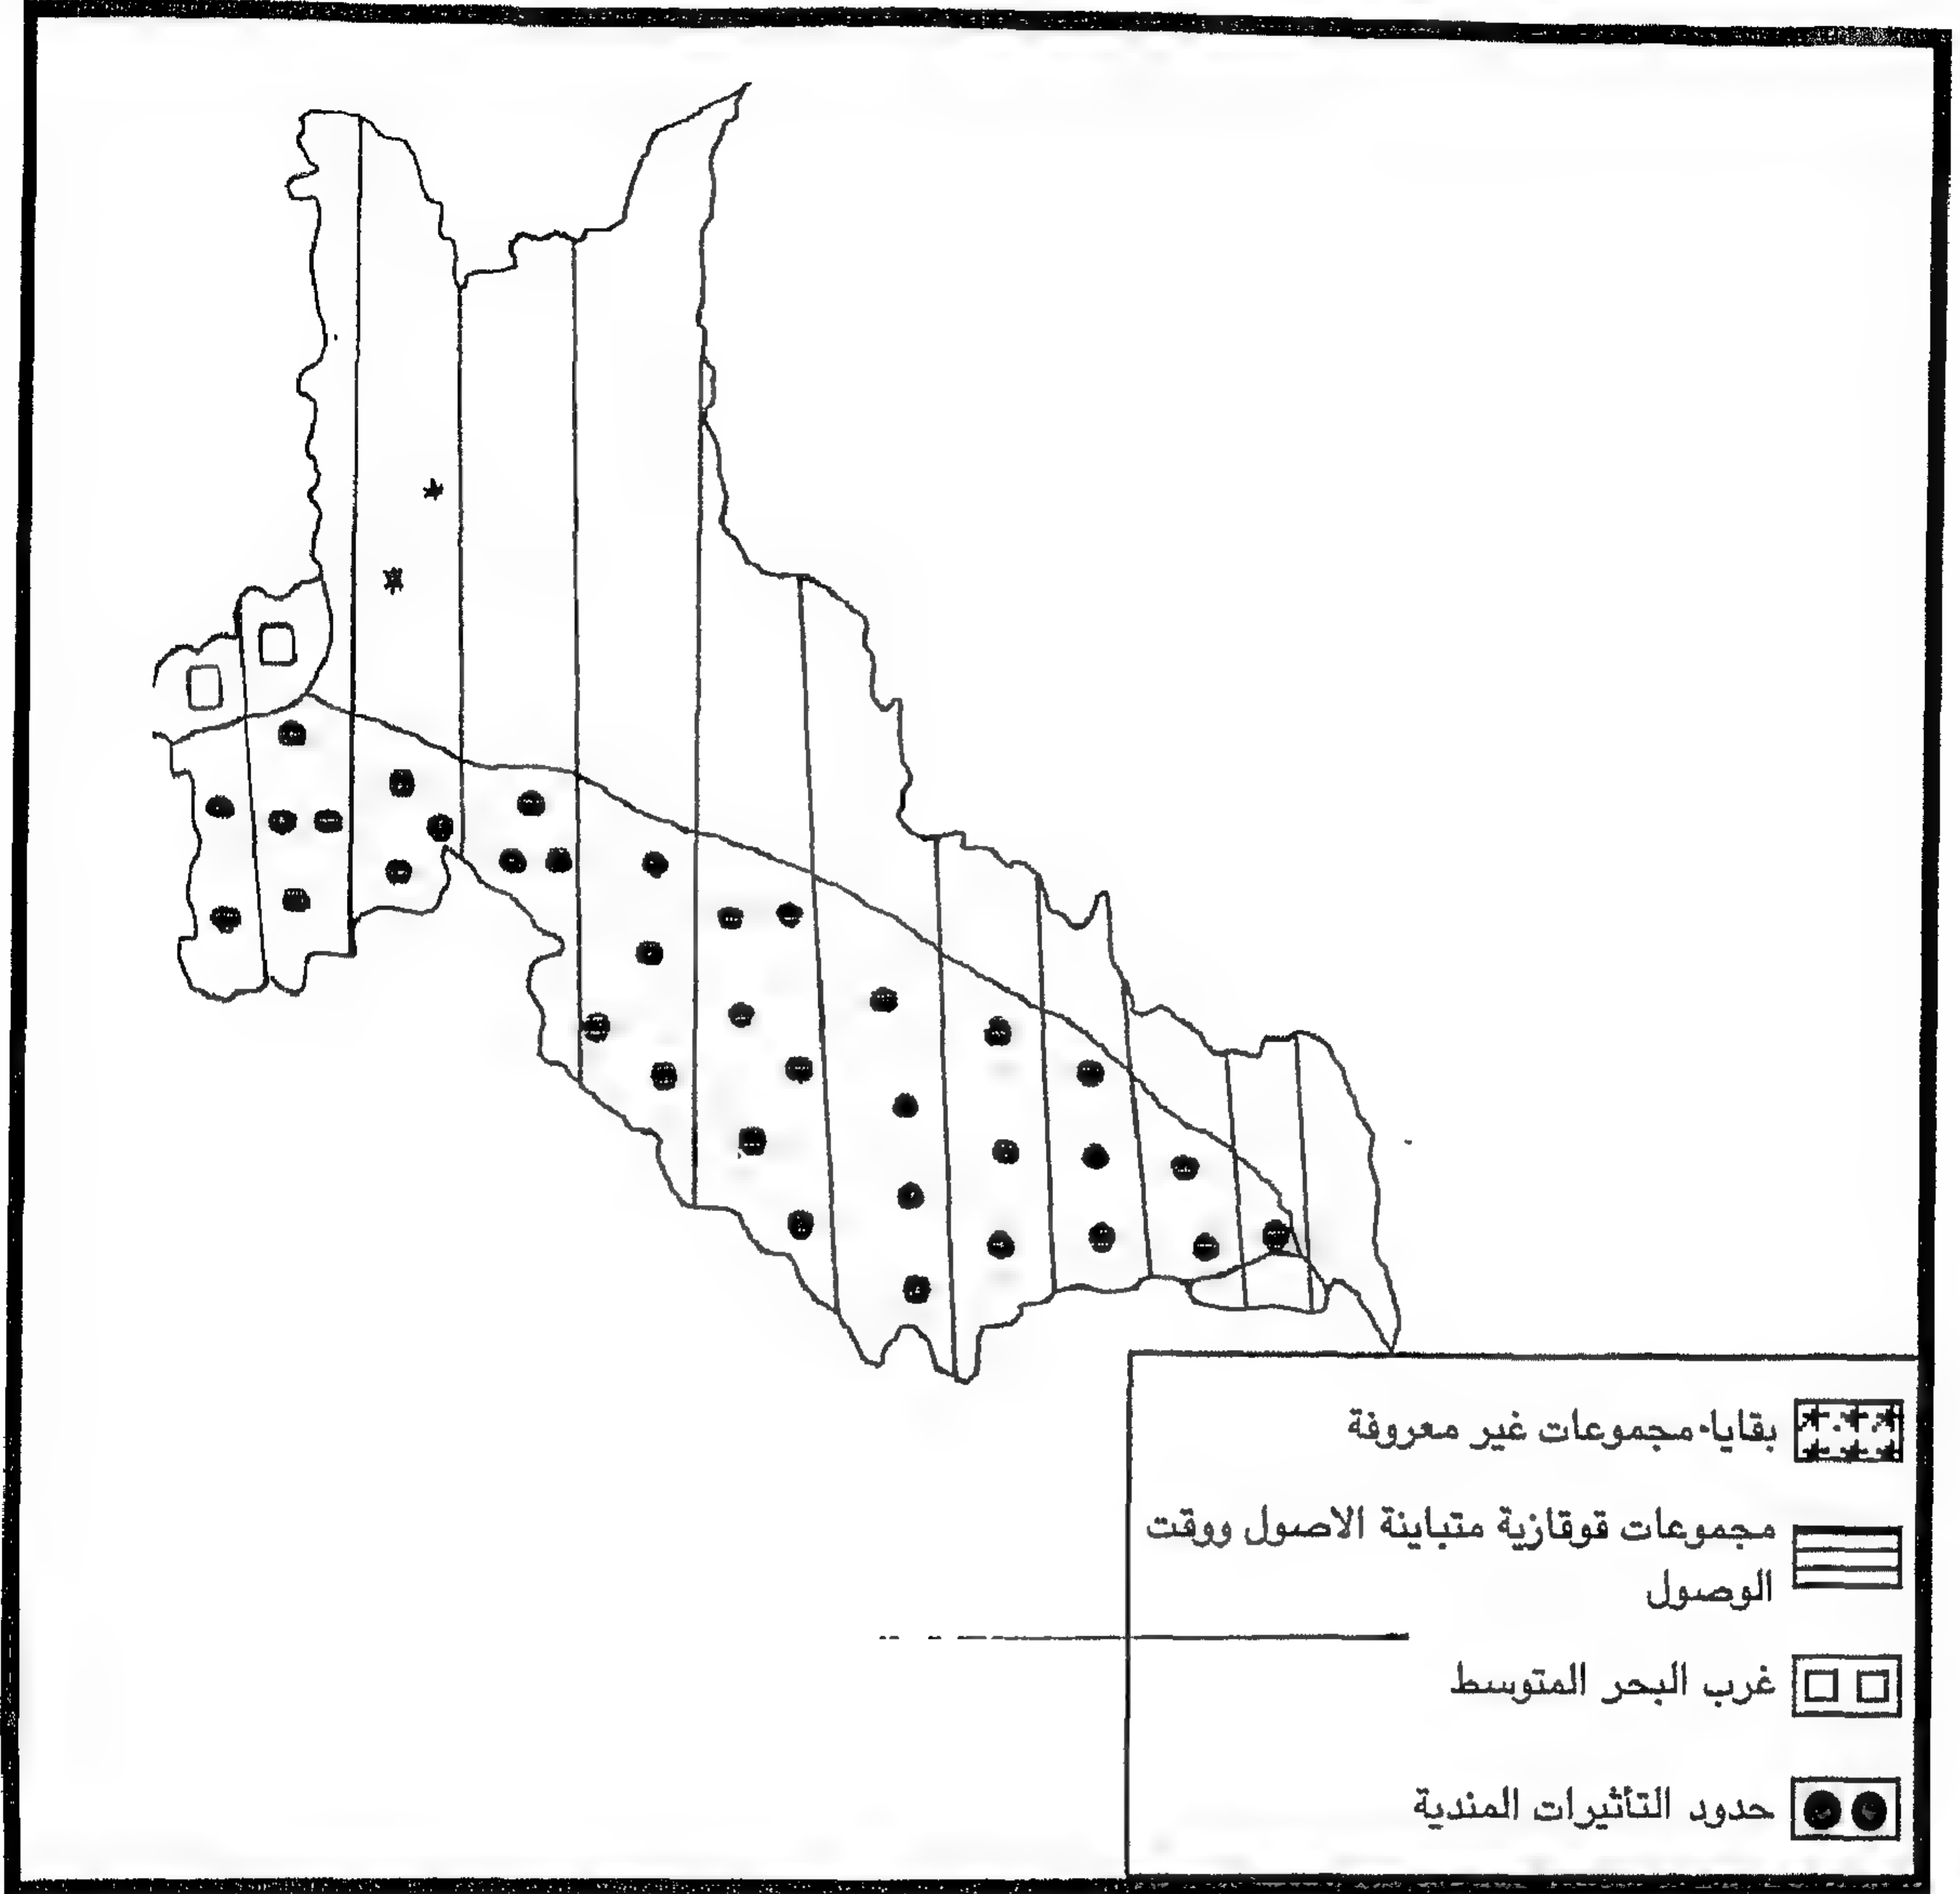 بقايا-مجموعات غير معروفة
مجموعات قوقازية متباينة الاصول ووقت
الوصول
غرب البحر المتوسط
حدود التأثيرات المندية